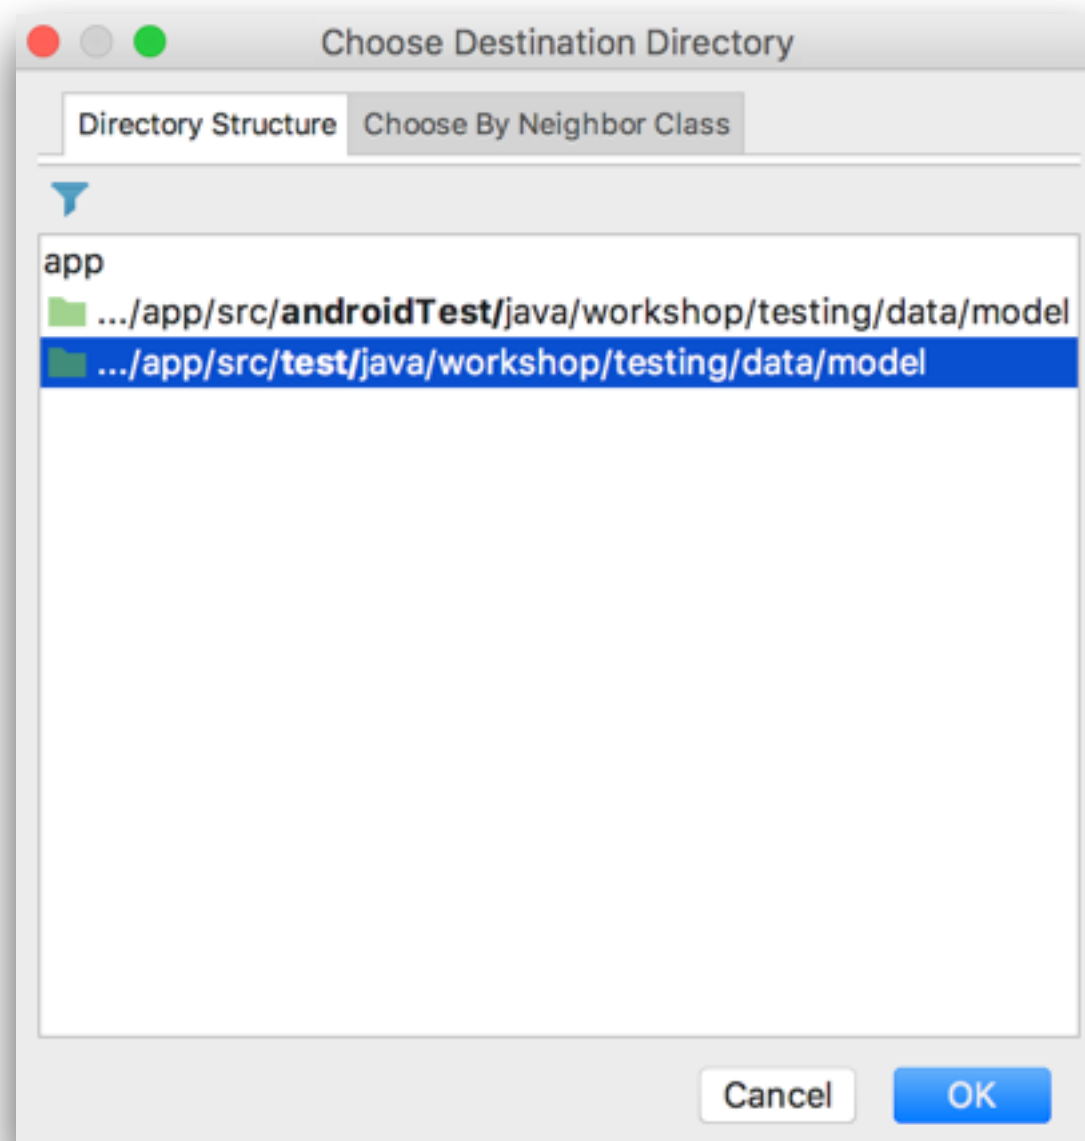 Choose Destination Directory
Directory Structure Choose By Neighbor Class
app
.../app/src/androidTest/java/workshop/testing/data/model
.../app/src/test/java/workshop/testing/data/model
Cancel OK